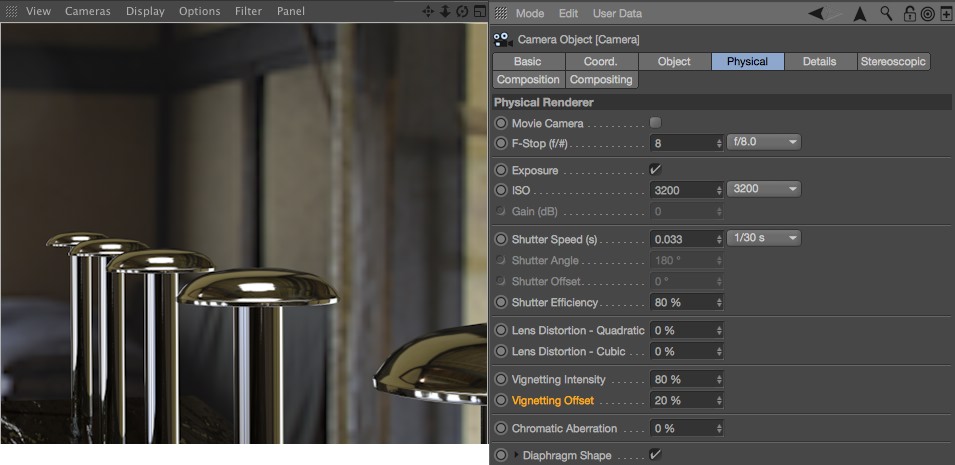 View Cameras Display Options Filter Panel
Mode Edit User Data
Camera Object [Camera]
Basic Coord. Object Physical Details Stereoscopic
Composition Compositing
Physical Renderer
Movie Camera
F-Stop (f/#) 8 f/8.0
Exposure
ISO 3200 3200
Gain (dB) 0
Shutter Speed (s) 0.033 1/30 s
Shutter Angle 180 °
Shutter Offset 0 °
Shutter Efficiency 80 %
Lens Distortion - Quadratic 0 %
Lens Distortion - Cubic 0 %
Vignetting Intensity 80 %
Vignetting Offset 20 %
Chromatic Aberration 0 %
Diaphragm Shape